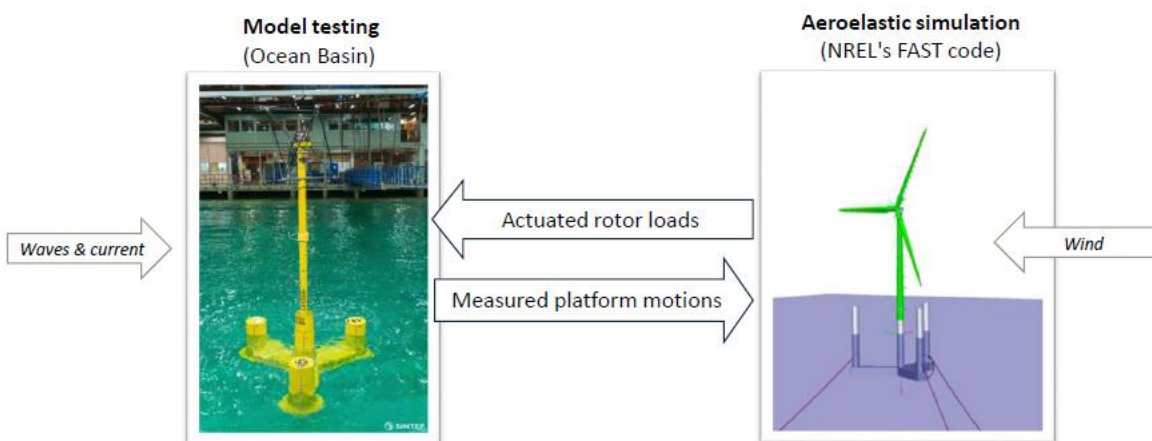 Model testing
(Ocean Basin)
Aeroelastic simulation
(NREL's FAST code)
Waves & current
Actuated rotor loads
Measured platform motions
Wind
SINTEF